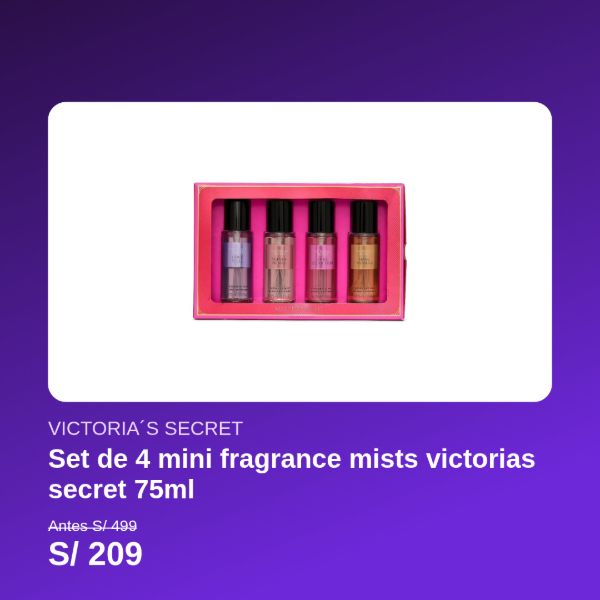 VICTORIA´S SECRET
Set de 4 mini fragrance mists victorias
secret 75ml
Antes S/ 499
S/ 209